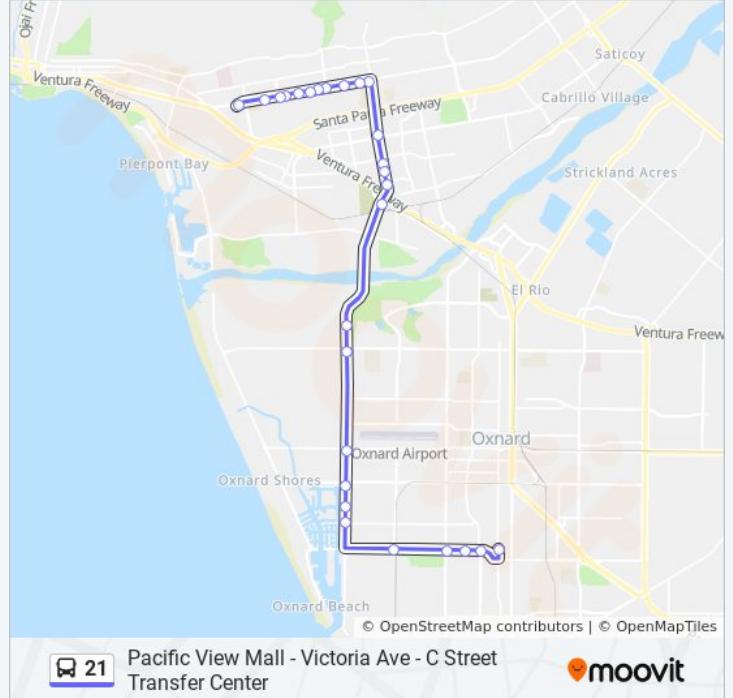 Ojai Fr
Saticoy
Ventura Freeway
Cabrillo Village
Santa Pa Freeway
Pierpont Bay
Ventura Freeway
Strickland Acres
El Rio
Ventura Freew
Oxnard
Oxnard Airport
Oxnard Shores
Oxnard Beach
© OpenStreetMap contributors | © OpenMapTiles
21
Pacific View Mall - Victoria Ave - C Street
Transfer Center
moovit